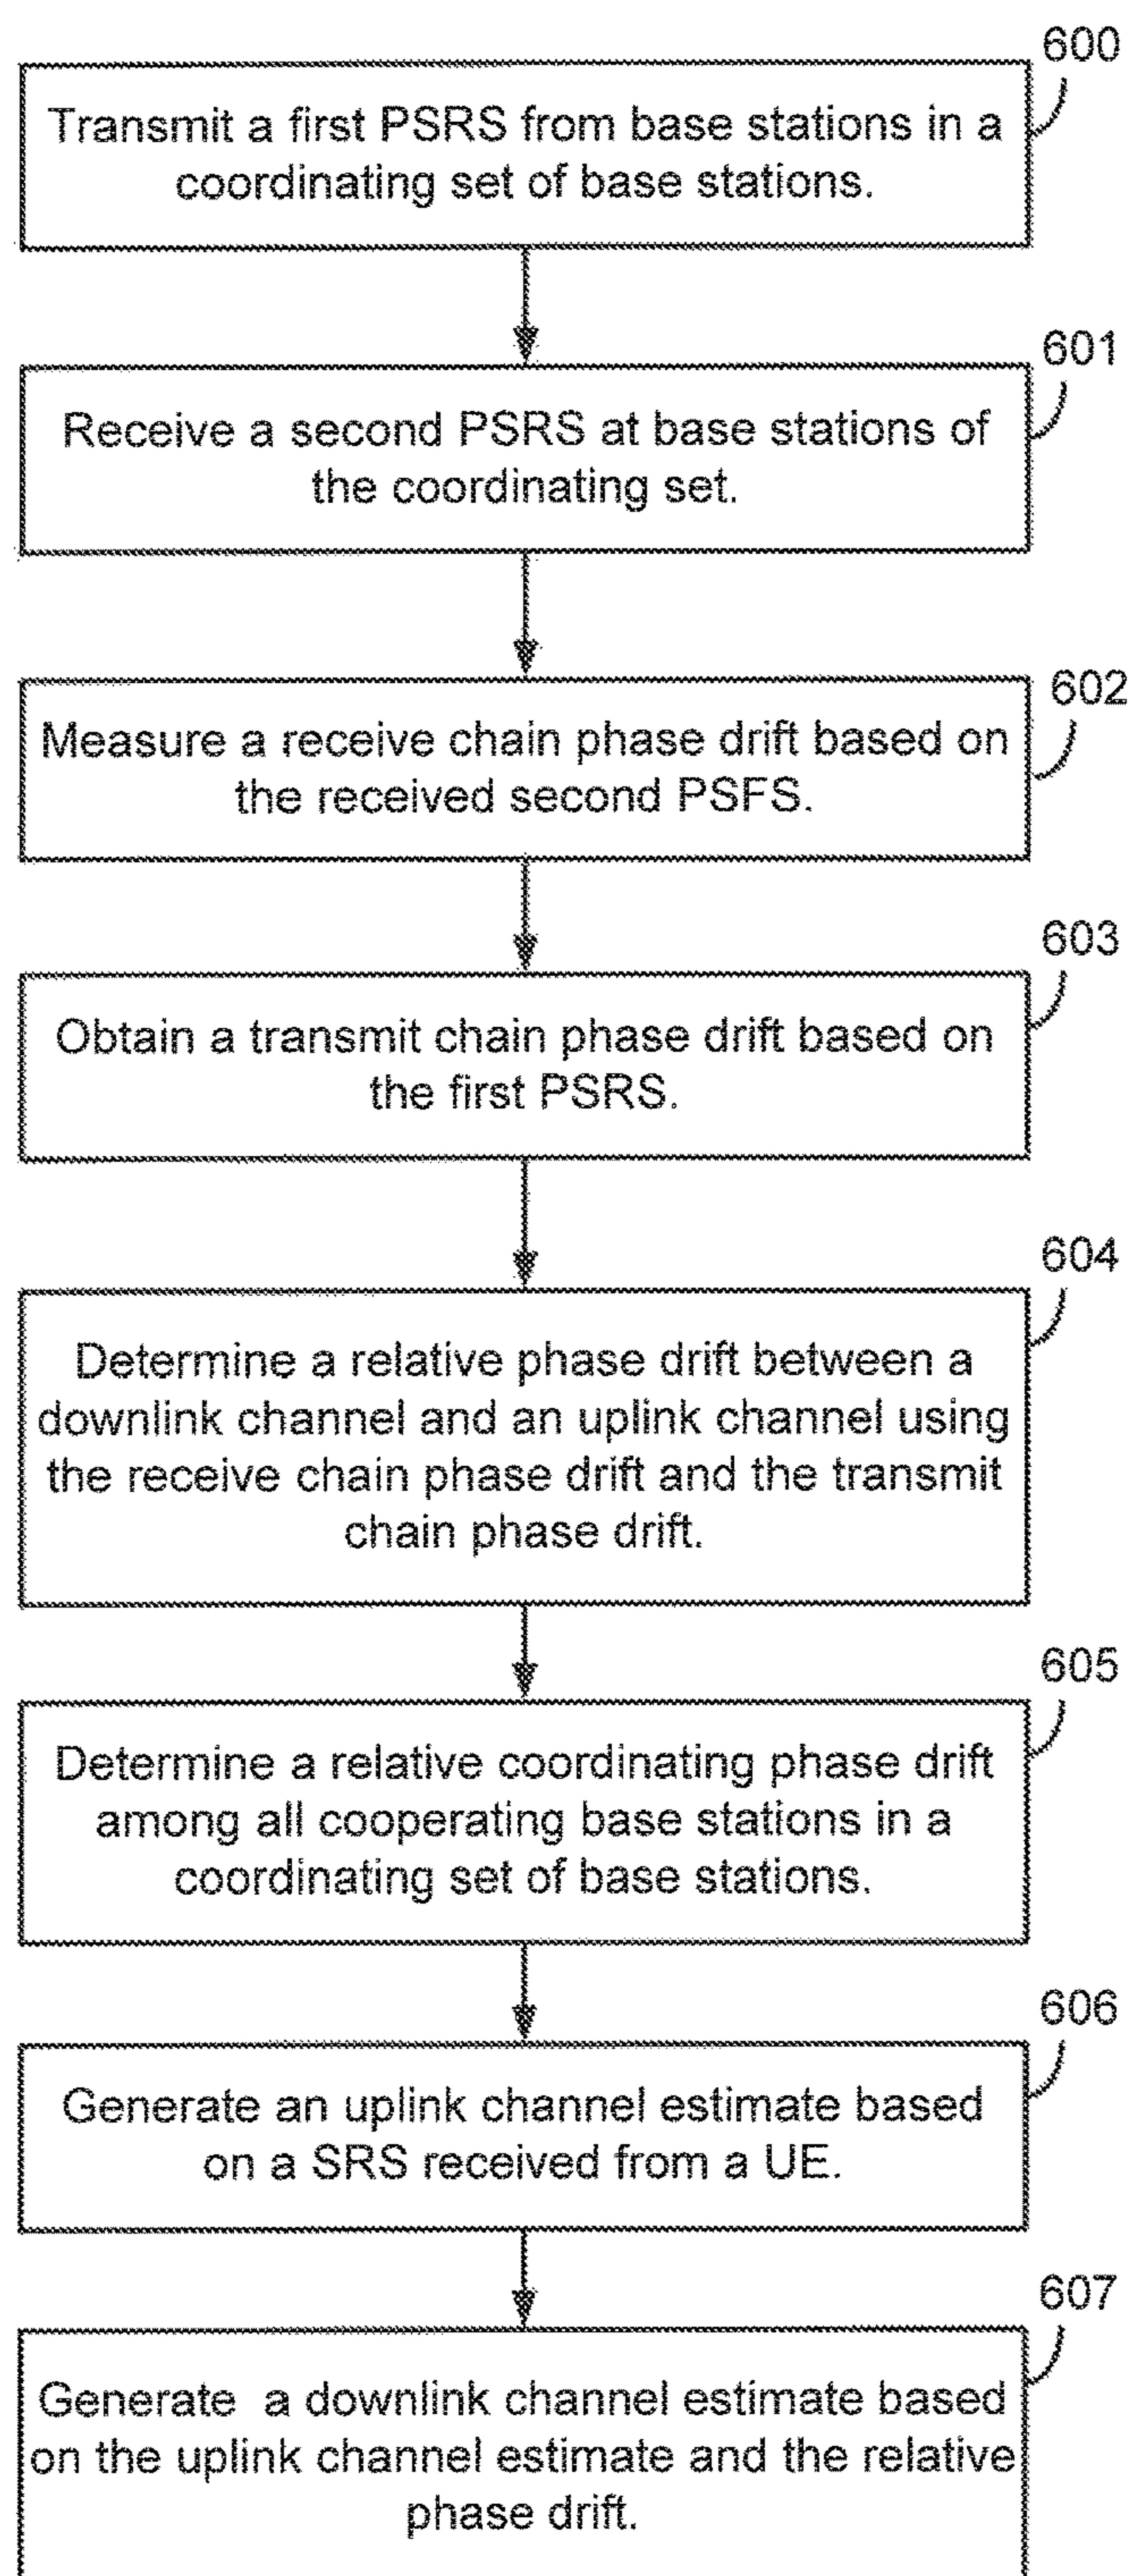 600
Transmit a first PSRS from base stations in a
coordinating set of base stations.
601
Receive a second PSRS at base stations of
the coordinating set.
602
Measure a receive chain phase drift based on
the received second PSFS.
603
Obtain a transmit chain phase drift based on
the first PSRS.
604
Determine a relative phase drift between a
downlink channel and an uplink channel using
the receive chain phase drift and the transmit
chain phase drift.
605
Determine a relative coordinating phase drift
among all cooperating base stations in a
coordinating set of base stations.
606
Generate an uplink channel estimate based
on a SRS received from a UE.
607
Generate a downlink channel estimate based
on the uplink channel estimate and the relative
phase drift.